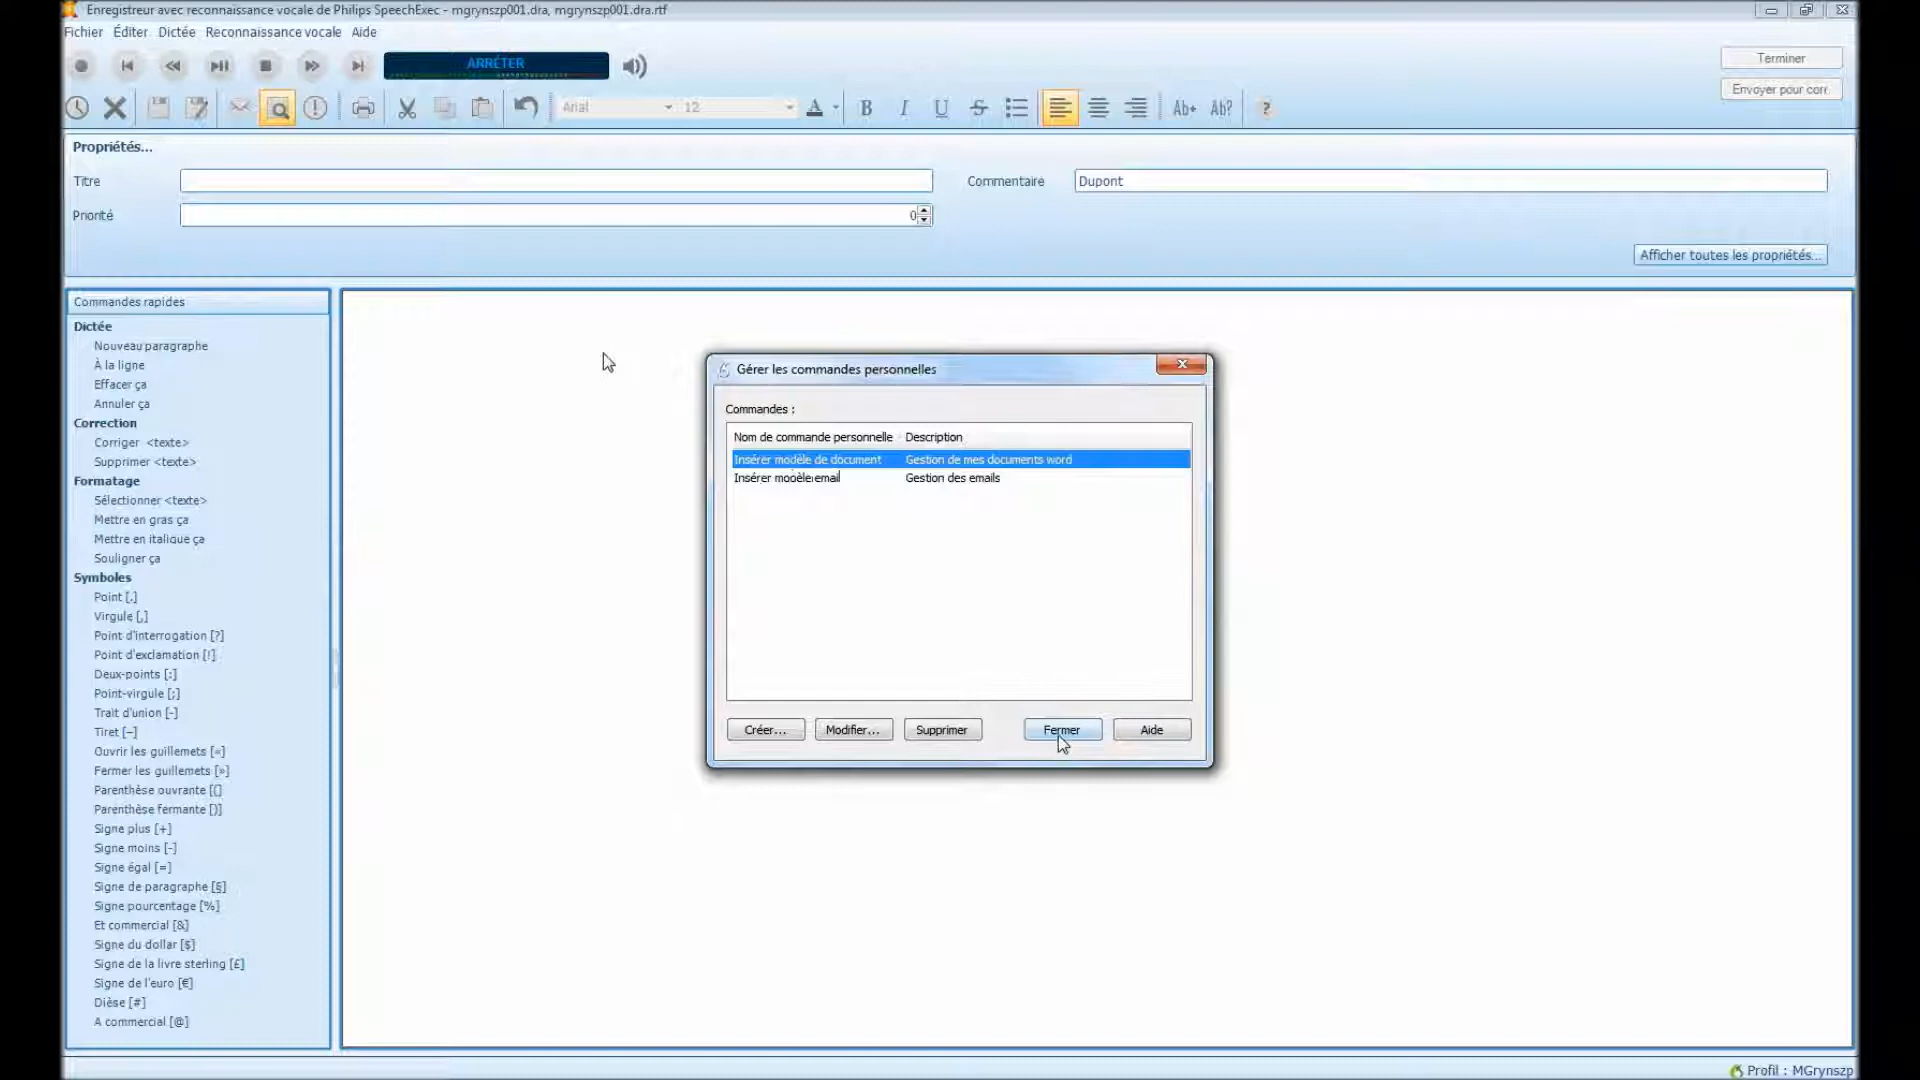 Enregistreur avec reconnaissance vocale de Philips SpeechExec - mgrynszp001.dra, mgrynszp001.dra.rtf
Fichier Éditer Dictée Reconnaissance vocale Aide
ARRÊTER
Terminer
Envoyer pour corr.
Arial 12 A B I U S Ab+ Ab? ?
Propriétés...
Titre
Commentaire Dupont
Priorité 0
Afficher toutes les propriétés...
Commandes rapides
Dictée
Nouveau paragraphe
À la ligne
Effacer ça
Annuler ça
Correction
Corriger <texte>
Supprimer <texte>
Formatage
Sélectionner <texte>
Mettre en gras ça
Mettre en italique ça
Souligner ça
Symboles
Point [.]
Virgule [,]
Point d'interrogation [?]
Point d'exclamation [!]
Deux-points [:]
Point-virgule [;]
Trait d'union [-]
Tiret [–]
Ouvrir les guillemets [«]
Fermer les guillemets [»]
Parenthèse ouvrante [(]
Parenthèse fermante [)]
Signe plus [+]
Signe moins [-]
Signe égal [=]
Signe de paragraphe [§]
Signe pourcentage [%]
Et commercial [&]
Signe du dollar [$]
Signe de la livre sterling [£]
Signe de l'euro [€]
Dièse [#]
A commercial [@]
Gérer les commandes personnelles
Commandes :
Nom de commande personnelle Description
Insérer modèle de document Gestion de mes documents word
Insérer modèle email Gestion des emails
Créer... Modifier... Supprimer Fermer Aide
Profil : MGrynszp